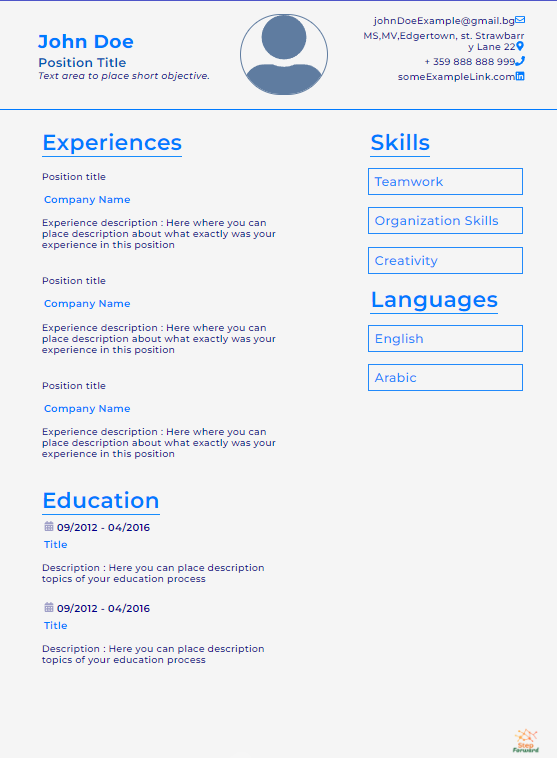 John Doe
Position Title
Text area to place short objective.
johnDoeExample@gmail.bg
MS,MV,Edgertown, st. Strawbarr
y Lane 22
+ 359 888 888 999
someExampleLink.com
Experiences
Position title
Company Name
Experience description : Here where you can
place description about what exactly was your
experience in this position
Position title
Company Name
Experience description : Here where you can
place description about what exactly was your
experience in this position
Position title
Company Name
Experience description : Here where you can
place description about what exactly was your
experience in this position
Education
09/2012 - 04/2016
Title
Description : Here you can place description
topics of your education process
09/2012 - 04/2016
Title
Description : Here you can place description
topics of your education process
Skills
Teamwork
Organization Skills
Creativity
Languages
English
Arabic
Step
Forward